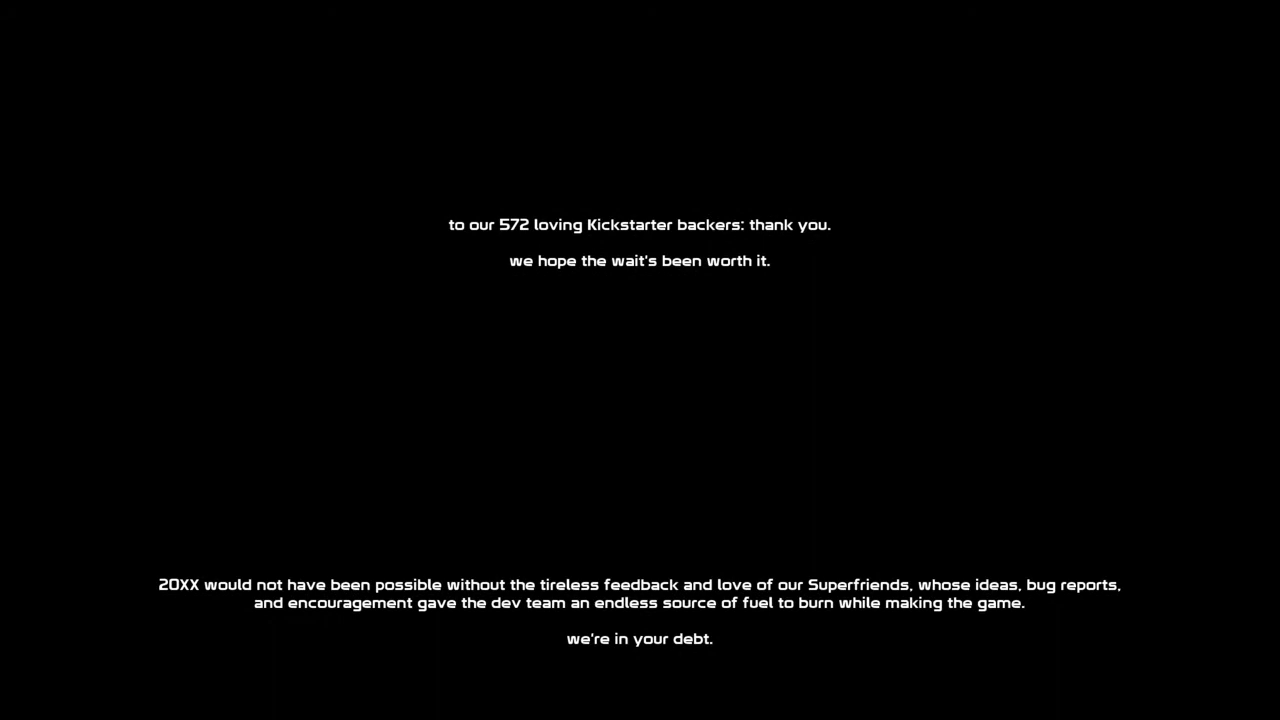 to our 572 loving Kickstarter backers: thank you.
we hope the wait's been worth it.
20XX would not have been possible without the tireless feedback and love of our Superfriends, whose ideas, bug reports,
and encouragement gave the dev team an endless source of fuel to burn while making the game.
we're in your debt.